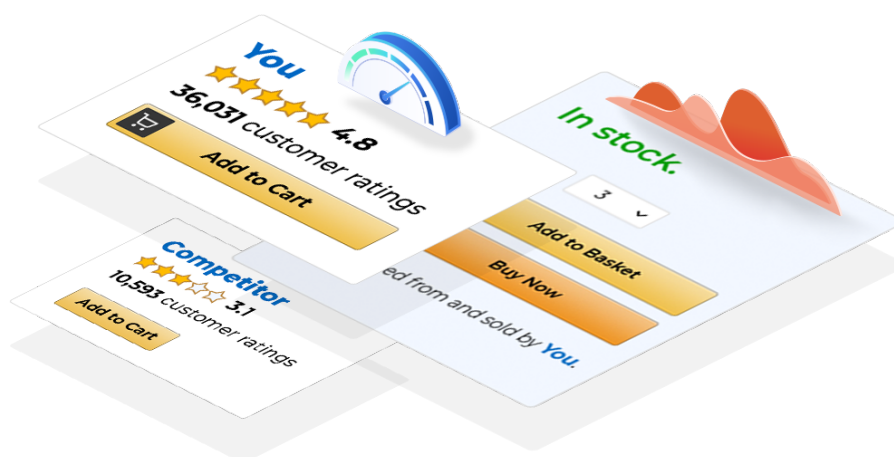 You
4.8
36,031 customer ratings
Add to Cart
In stock.
3
Add to Basket
Buy Now
ed from and sold by You.
Competitor
3.1
10,593 customer ratings
Add to Cart